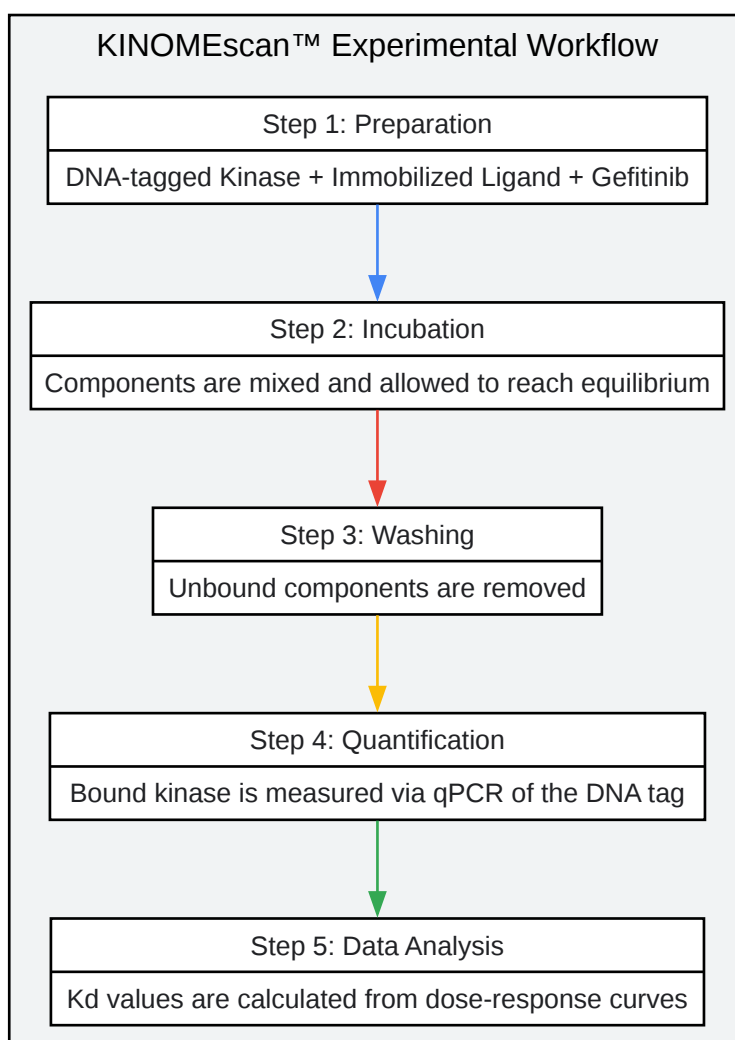 KINOMEscan™ Experimental Workflow
Step 1: Preparation
DNA-tagged Kinase + Immobilized Ligand + Gefitinib
Step 2: Incubation
Components are mixed and allowed to reach equilibrium
Step 3: Washing
Unbound components are removed
Step 4: Quantification
Bound kinase is measured via qPCR of the DNA tag
Step 5: Data Analysis
Kd values are calculated from dose-response curves